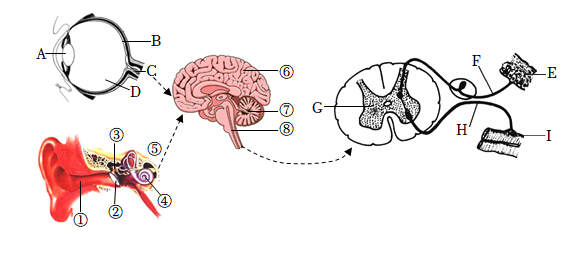 A
B
C
D
⑥
⑦
⑧
F
E
G
H
I
③
⑤
④
②
①